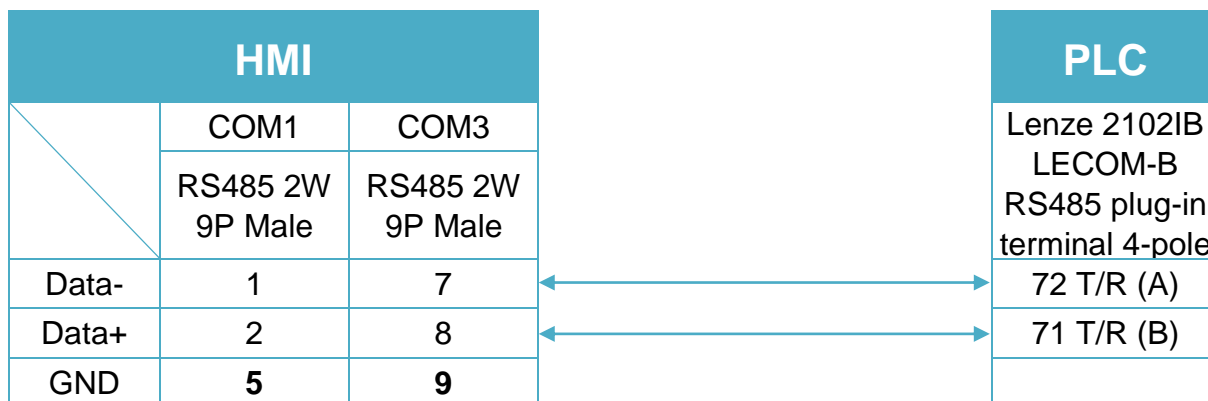 HMI
PLC
COM1
COM3
Lenze 2102IB
LECOM-B
RS485 plug-in
terminal 4-pole
RS485 2W
9P Male
RS485 2W
9P Male
Data-
1
7
72 T/R (A)
Data+
2
8
71 T/R (B)
GND
5
9